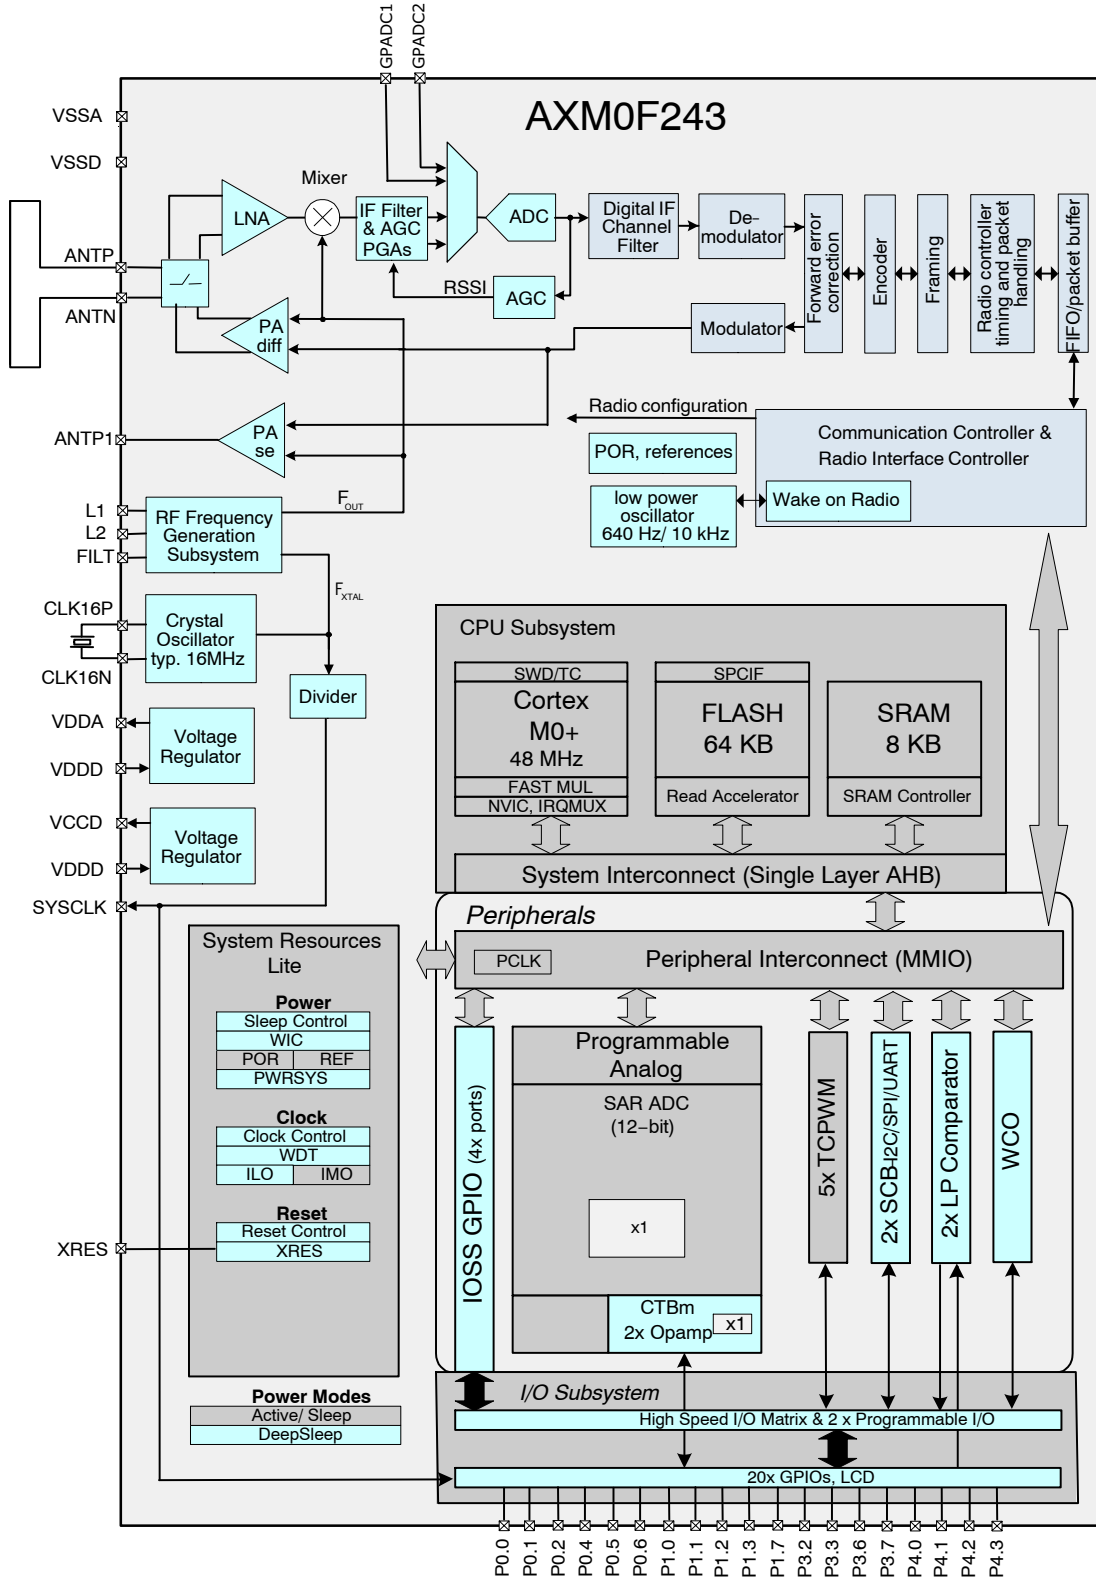 GPADC1
GPADC2
AXM0F243
VSSA
VSSD
ANTP
ANTN
Mixer
LNA
IF Filter
& AGC
PGAs
ADC
RSSI
AGC
Digital IF
Channel
Filter
De-
modulator
Modulator
Forward error
correction
Encoder
Framing
Radio controller
timing and packet
handling
FIFO/packet buffer
PA
diff
ANTP1
PA
se
Radio configuration
Communication Controller &
Radio Interface Controller
POR, references
low power
oscillator
640 Hz/ 10 kHz
Wake on Radio
L1
L2
FILT
RF Frequency
Generation
Subsystem
FOUT
FXTAL
CLK16P
CLK16N
Crystal
Oscillator
typ. 16MHz
Divider
VDDA
VDDD
Voltage
Regulator
VCCD
VDDD
Voltage
Regulator
SYSCLK
CPU Subsystem
SWD/TC
Cortex
M0+
48 MHz
FAST MUL
NVIC, IRQMUX
SPCIF
FLASH
64 KB
Read Accelerator
SRAM
8 KB
SRAM Controller
System Interconnect (Single Layer AHB)
Peripherals
PCLK
Peripheral Interconnect (MMIO)
System Resources
Lite
Power
Sleep Control
WIC
POR REF
PWRSYS
Clock
Clock Control
WDT
ILO IMO
Reset
Reset Control
XRES
XRES
Power Modes
Active/ Sleep
DeepSleep
IOSS GPIO (4x ports)
Programmable
Analog
SAR ADC
(12−bit)
x1
CTBm
2x Opamp
x1
5x TCPWM
2x SCB-I2C/SPI/UART
2x LP Comparator
WCO
I/O Subsystem
High Speed I/O Matrix & 2 x Programmable I/O
20x GPIOs, LCD
P0.0
P0.1
P0.2
P0.4
P0.5
P0.6
P1.0
P1.1
P1.2
P1.3
P1.7
P3.2
P3.3
P3.6
P3.7
P4.0
P4.1
P4.2
P4.3